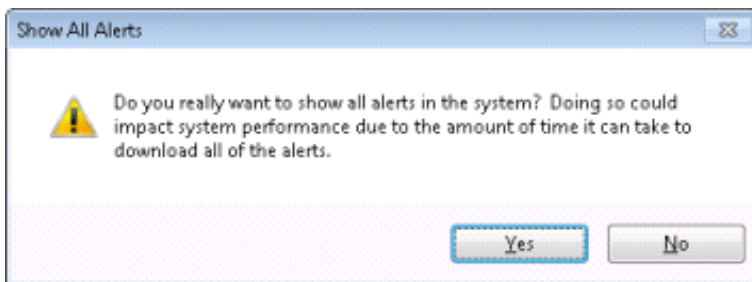 Show All Alerts
Do you really want to show all alerts in the system? Doing so could
impact system performance due to the amount of time it can take to
download all of the alerts.
Yes
No